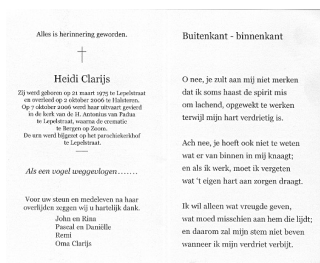 Alles is herinnering geworden.
Heidi Clarijs
Zij werd geboren op 21 maart 1975 te Lepelstraat
en overleed op 2 oktober 2006 te Halsteren.
Op 7 oktober 2006 werd haar uitvaart gevierd
in de kerk van de H. Antonius van Padua
te Lepelstraat, waarna de crematie
te Bergen op Zoom.
De urn werd bijgezet op het parochiekerkhof
te Lepelstraat.
Als een vogel weggevlogen........
Voor uw steun en medeleven na haar
overlijden zeggen wij u hartelijk dank.
John en Rina
Pascal en Daniëlle
Remi
Oma Clarijs
Buitenkant - binnenkant
O nee, je zult aan mij niet merken
dat ik soms haast de spirit mis
om lachend, opgewekt te werken
terwijl mijn hart verdrietig is.
Ach nee, je hoeft ook niet te weten
wat er van binnen in mij knaagt;
en als ik werk, moet ik vergeten
wat 't eigen hart aan zorgen draagt.
Ik wil alleen wat vreugde geven,
wat moed misschien aan hem die lijdt;
en daarom zal mijn stem niet beven
wanneer ik mijn verdriet verbijt.